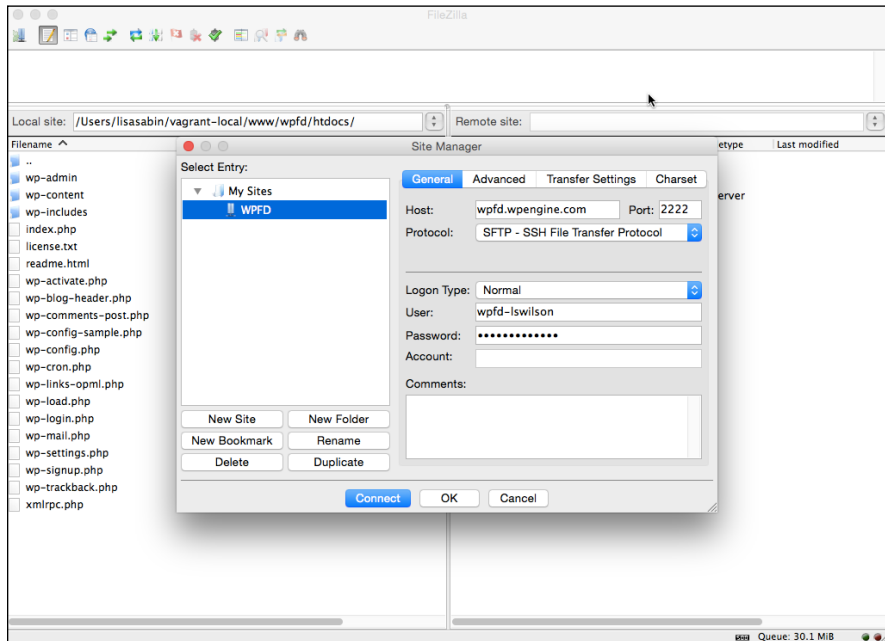 FileZilla
Local site: /Users/lisasabin/vagrant-local/www/wpfd/htdocs/
Remote site:
Filename
..
wp-admin
wp-content
wp-includes
index.php
license.txt
readme.html
wp-activate.php
wp-blog-header.php
wp-comments-post.php
wp-config-sample.php
wp-config.php
wp-cron.php
wp-links-opml.php
wp-load.php
wp-login.php
wp-mail.php
wp-settings.php
wp-signup.php
wp-trackback.php
xmlrpc.php
etype Last modified
erver
Site Manager
Select Entry:
My Sites
WPFD
New Site New Folder
New Bookmark Rename
Delete Duplicate
General Advanced Transfer Settings Charset
Host: wpfd.wpengine.com Port: 2222
Protocol: SFTP - SSH File Transfer Protocol
Logon Type: Normal
User: wpfd-lswilson
Password: •••••••••••••
Account:
Comments:
Connect OK Cancel
Queue: 30.1 MiB